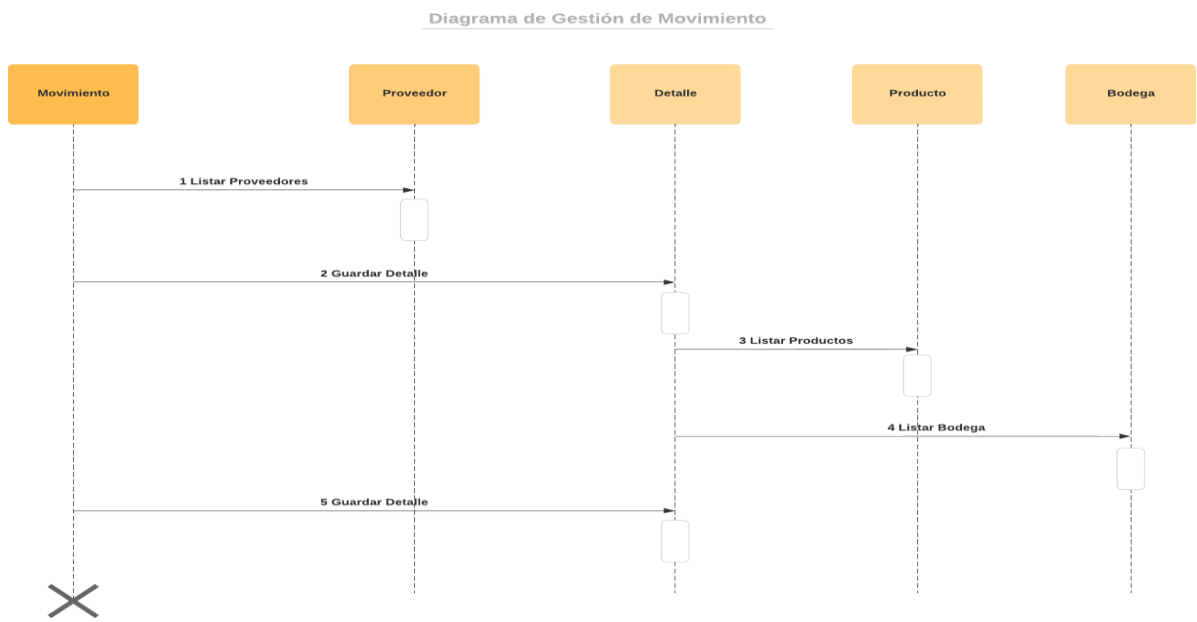 Diagrama de Gestión de Movimiento
Movimiento
Proveedor
Detalle
Producto
Bodega
1 Listar Proveedores
2 Guardar Detalle
3 Listar Productos
4 Listar Bodega
5 Guardar Detalle